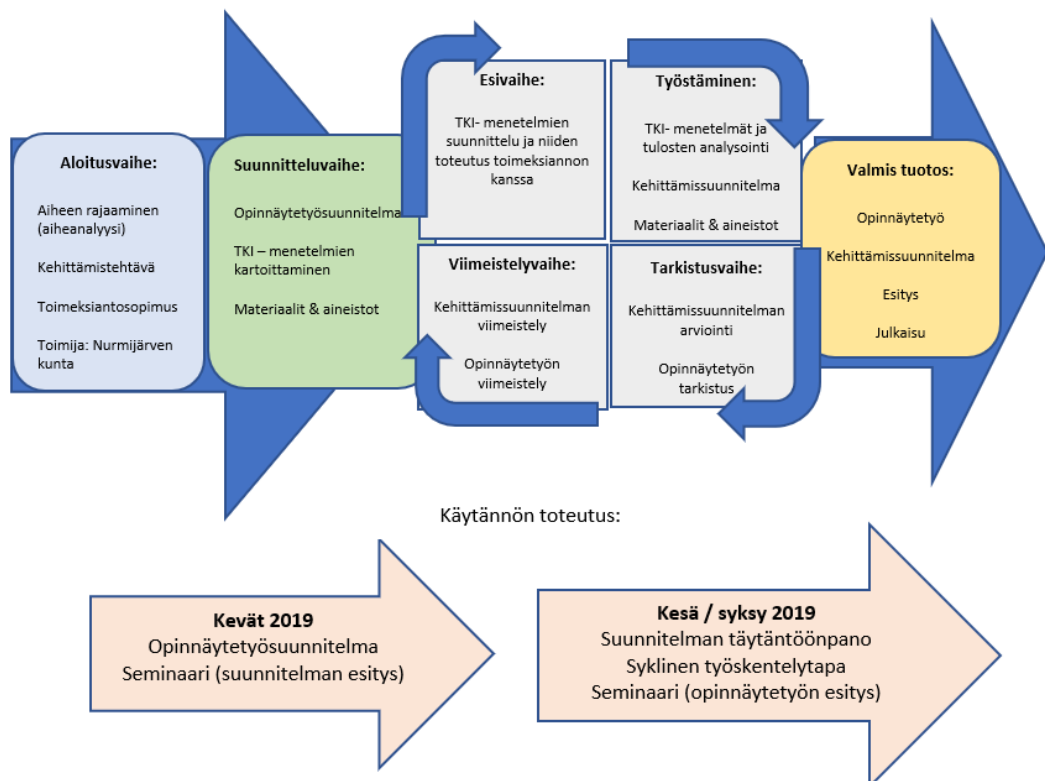 Aloitusvaihe:
Aiheen rajaaminen
(aiheanalyysi)
Kehittämistehtävä
Toimeksiantosopimus
Toimija: Nurmijärven
kunta
Suunnitteluvaihe:
Opinnäytetyösuunnitelma
TKI – menetelmien
kartoittaminen
Materiaalit & aineistot
Esivaihe:
TKI- menetelmien
suunnittelu ja niiden
toteutus toimeksiannon
kanssa
Työstäminen:
TKI- menetelmät ja
tulosten analysointi
Kehittämissuunnitelma
Materiaalit & aineistot
Viimeistelyvaihe:
Kehittämissuunnitelman
viimeistely
Opinnäytetyön
viimeistely
Tarkistusvaihe:
Kehittämissuunnitelman
arviointi
Opinnäytetyön
tarkistus
Valmis tuotos:
Opinnäytetyö
Kehittämissuunnitelma
Esitys
Julkaisu
Käytännön toteutus:
Kevät 2019
Opinnäytetyösuunnitelma
Seminaari (suunnitelman esitys)
Kesä / syksy 2019
Suunnitelman täytäntöönpano
Syklinen työskentelytapa
Seminaari (opinnäytetyön esitys)